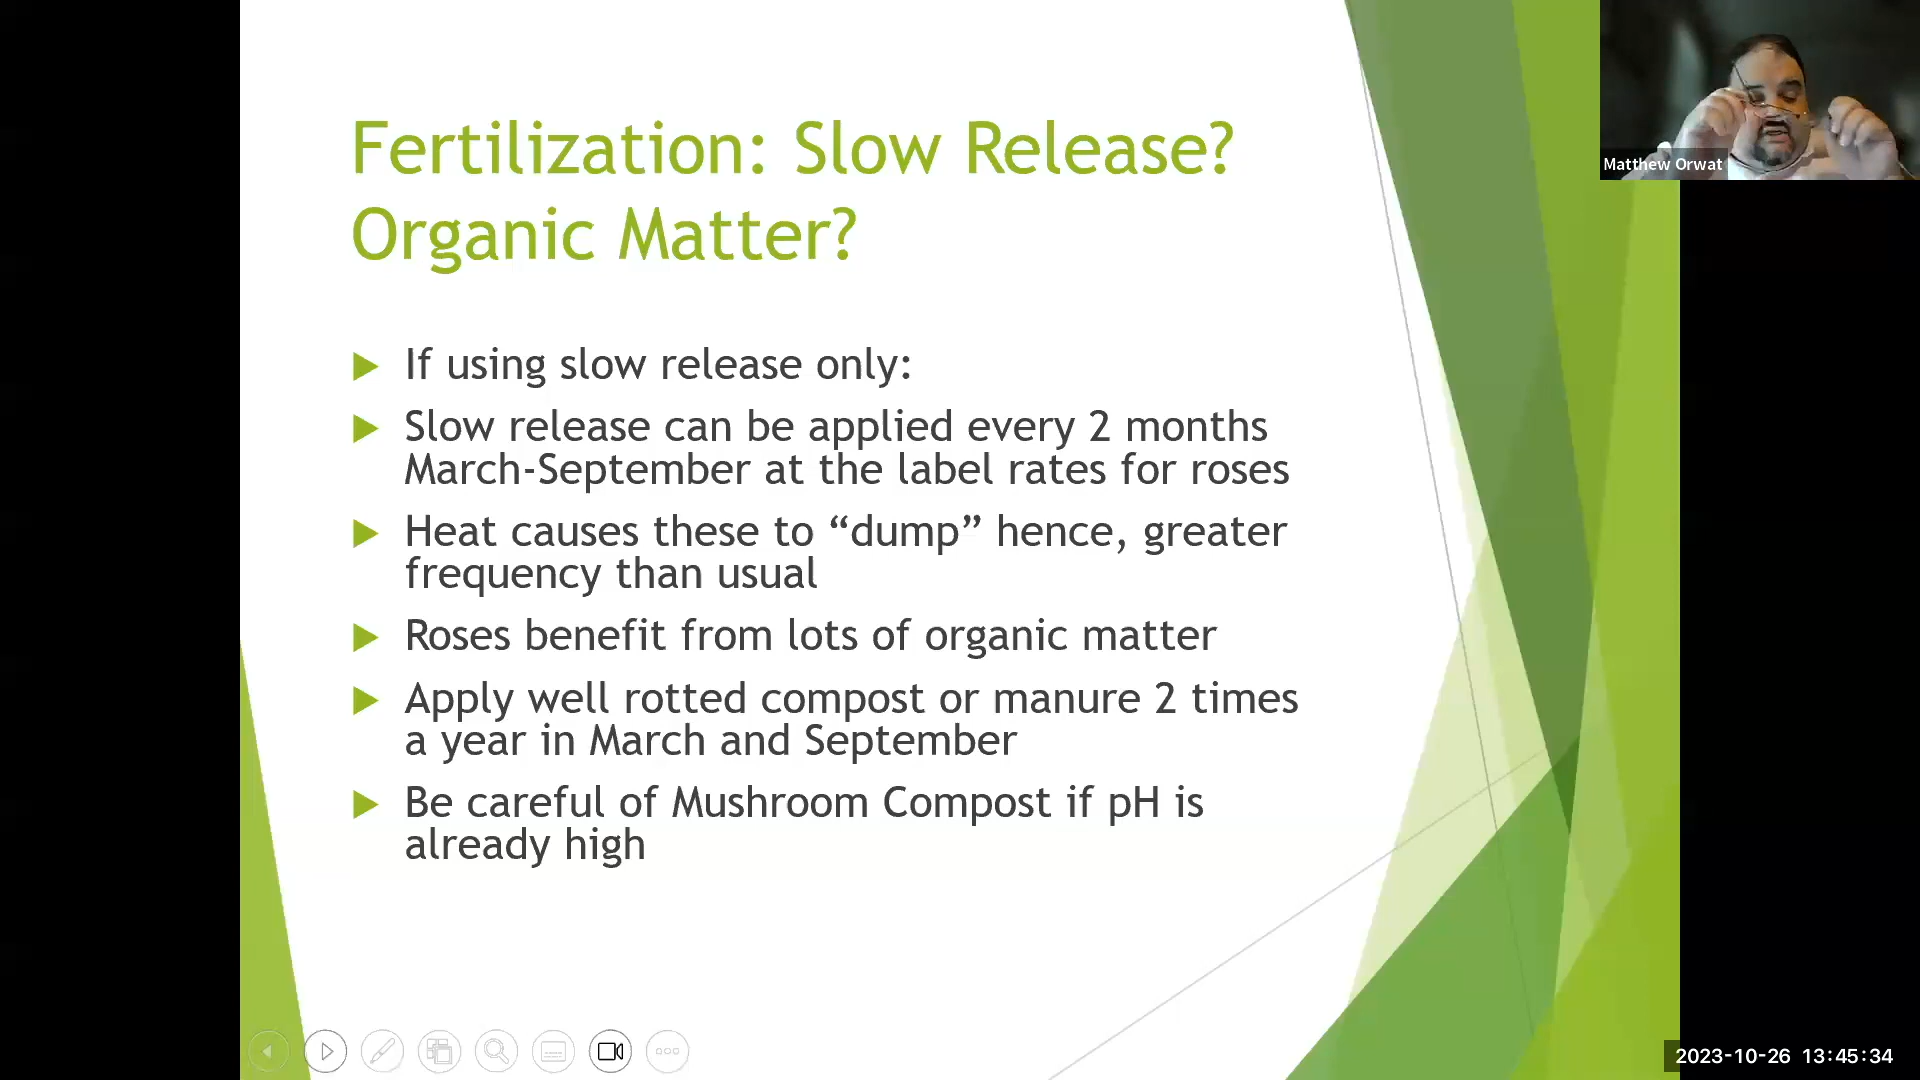 Fertilization: Slow Release?
Organic Matter?
If using slow release only:
Slow release can be applied every 2 months
March-September at the label rates for roses
Heat causes these to “dump” hence, greater
frequency than usual
Roses benefit from lots of organic matter
Apply well rotted compost or manure 2 times
a year in March and September
Be careful of Mushroom Compost if pH is
already high
Matthew Orwat
2023-10-26 13:45:34